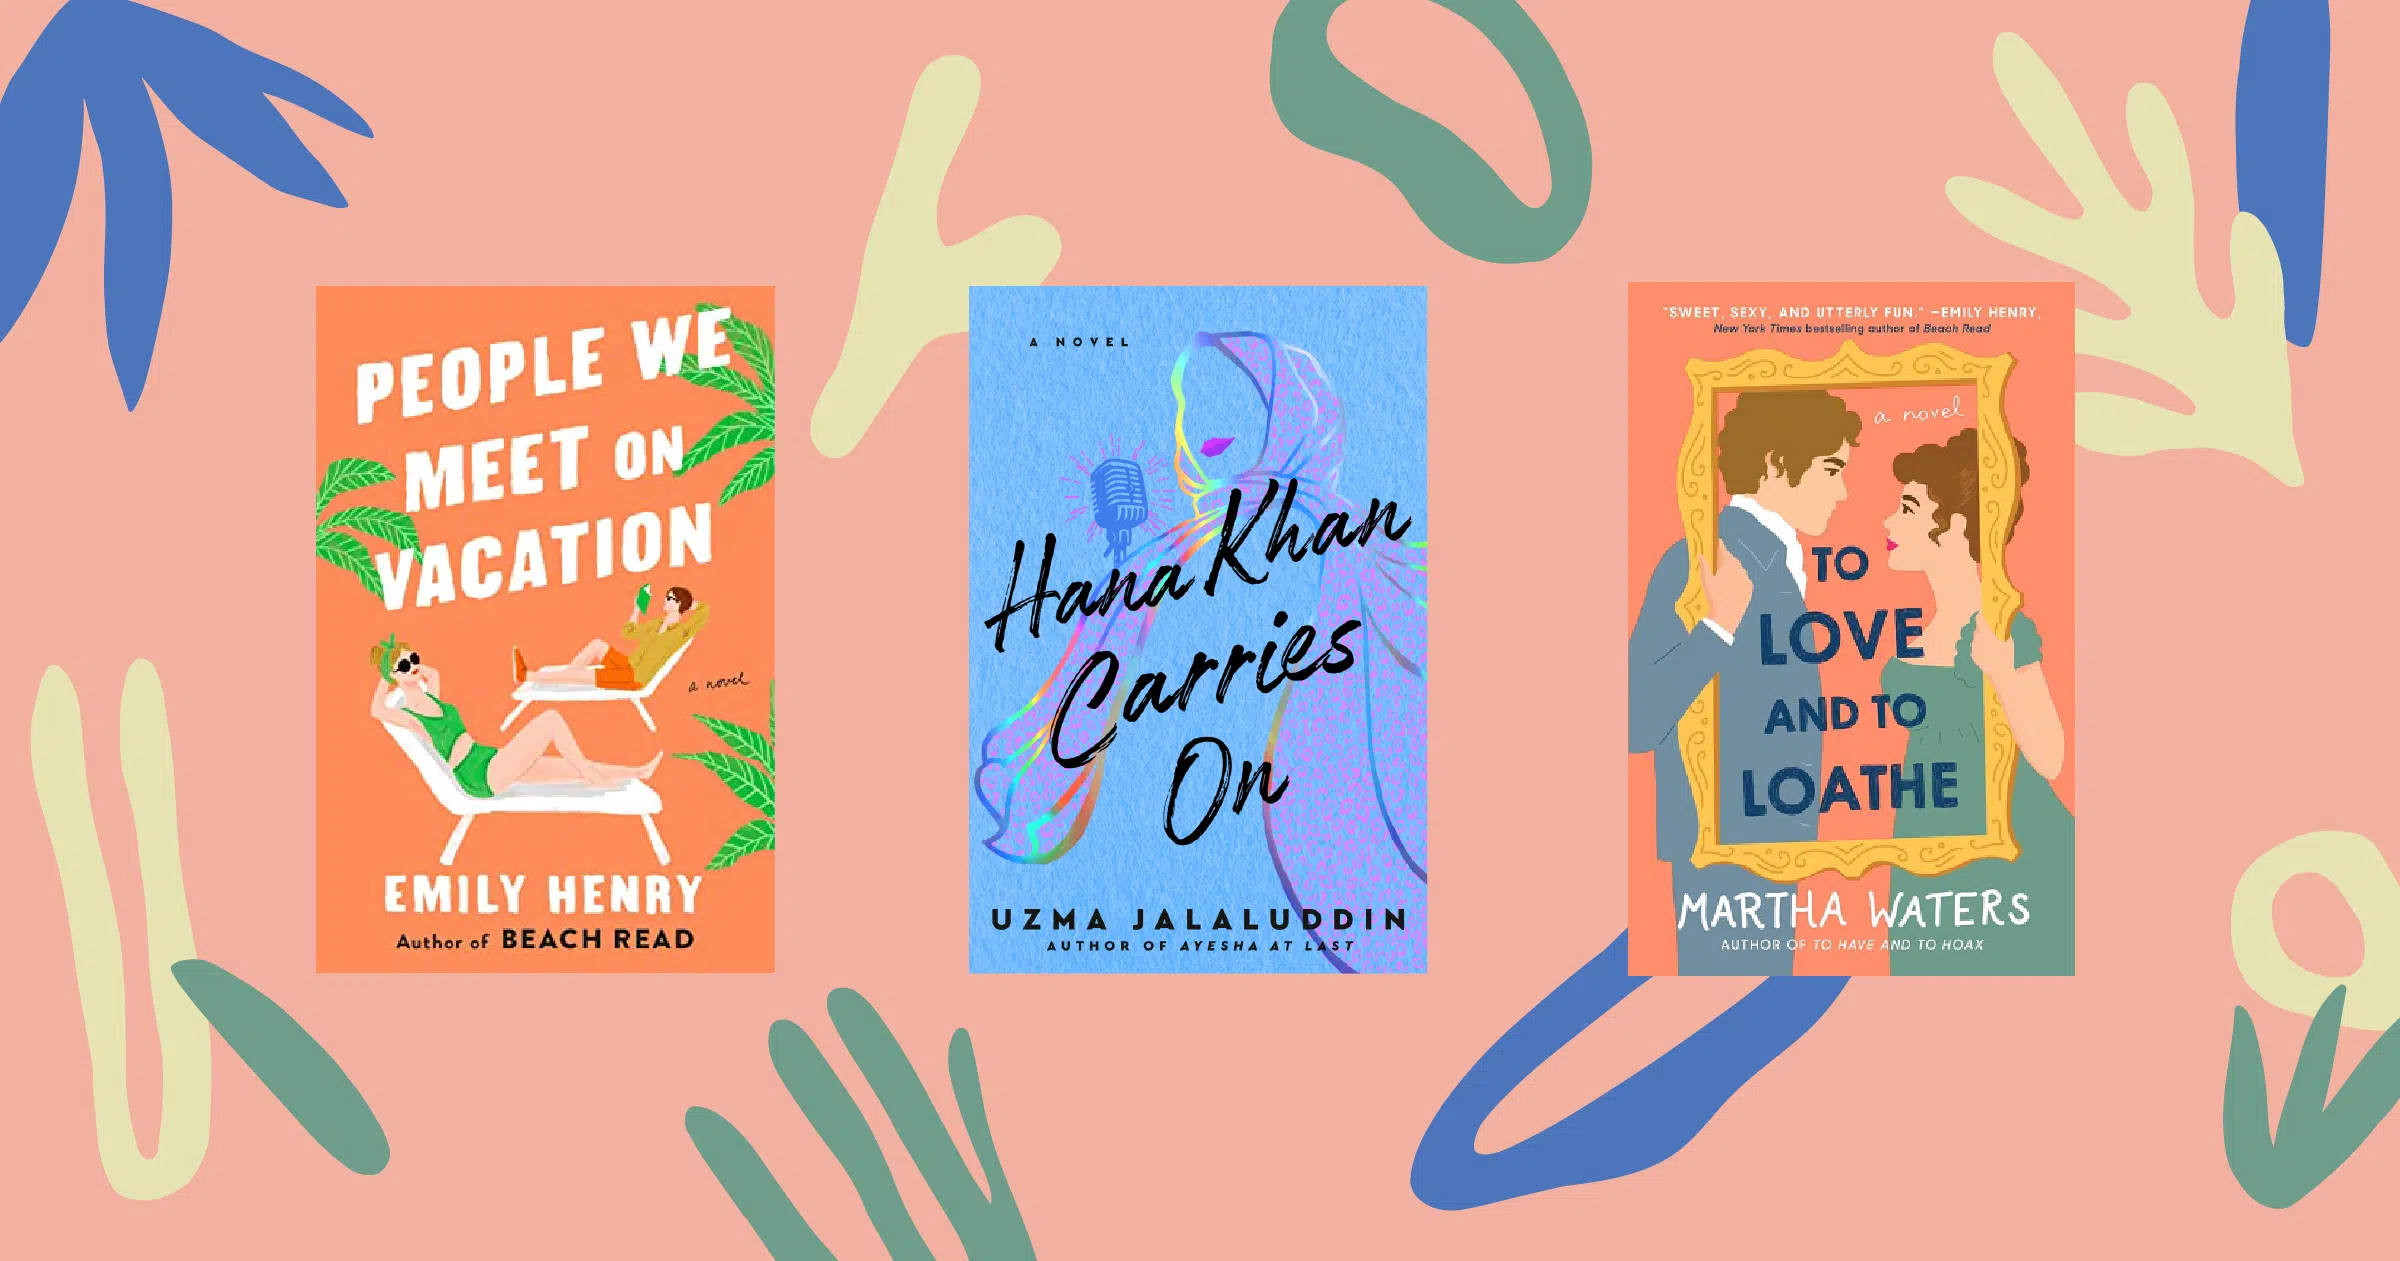 PEOPLE WE
MEET ON
VACATION
a novel
EMILY HENRY
Author of BEACH READ
A NOVEL
Hana Khan
Carries
On
UZMA JALALUDDIN
AUTHOR OF AYESHA AT LAST
"SWEET, SEXY, AND UTTERLY FUN." —EMILY HENRY,
New York Times bestselling author of Beach Read
a novel
TO
LOVE
AND TO
LOATHE
MARTHA WATERS
AUTHOR OF TO HAVE AND TO HOAX